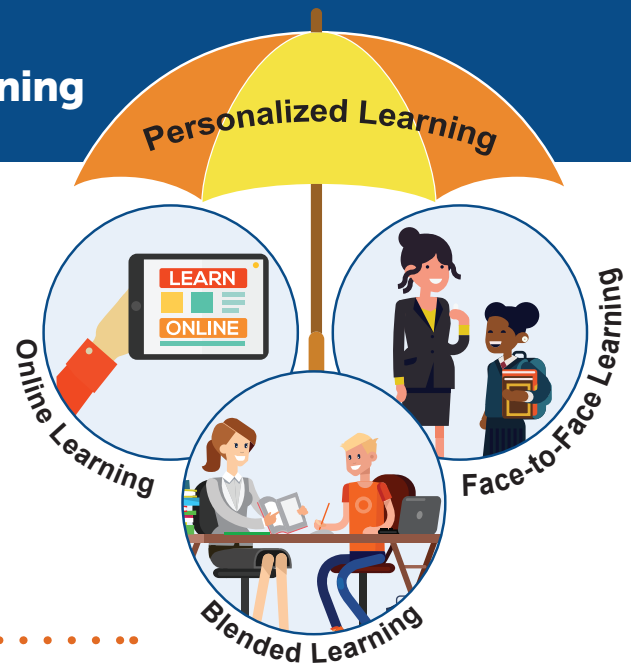 ning
Personalized Learning
LEARN
ONLINE
Online Learning
Face-to-Face Learning
Blended Learning